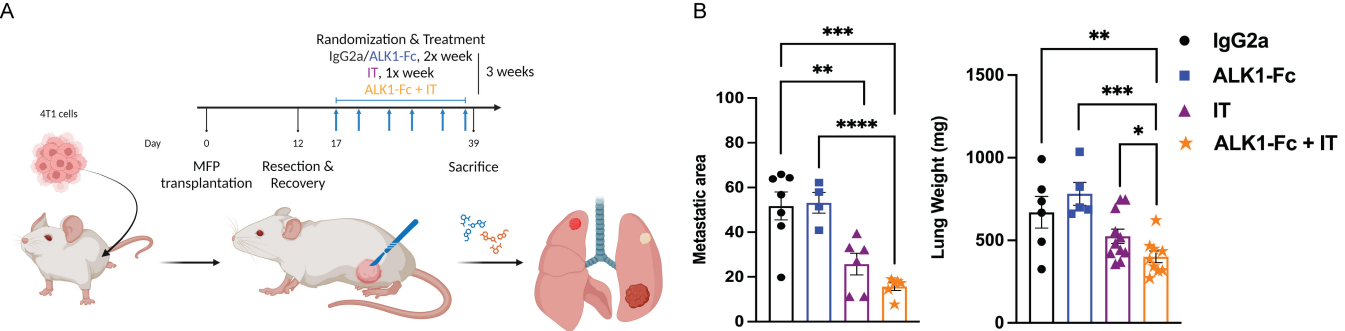 A
Randomization & Treatment
IgG2a/ALK1-Fc, 2x week
IT, 1x week
ALK1-Fc + IT
3 weeks
4T1 cells
Day
0
12
17
39
MFP
transplantation
Resection &
Recovery
Sacrifice
B
***
**
****
Metastatic area
100
80
60
40
20
0
**
***
*
Lung Weight (mg)
1500
1000
500
0
IgG2a
ALK1-Fc
IT
ALK1-Fc + IT